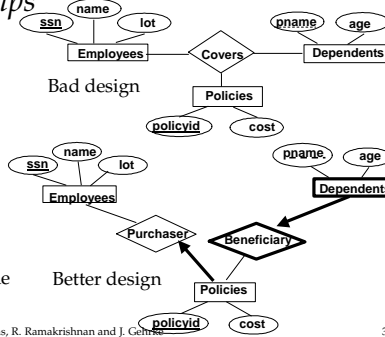 ips
name
ssn
lot
Employees
Covers
pname
age
Dependents
Bad design
Policies
policyid
cost
name
ssn
lot
Employees
pname
age
Dependents
Purchaser
Beneficiary
Better design
Policies
policyid
cost
s, R. Ramakrishnan and J. Gehrke
3